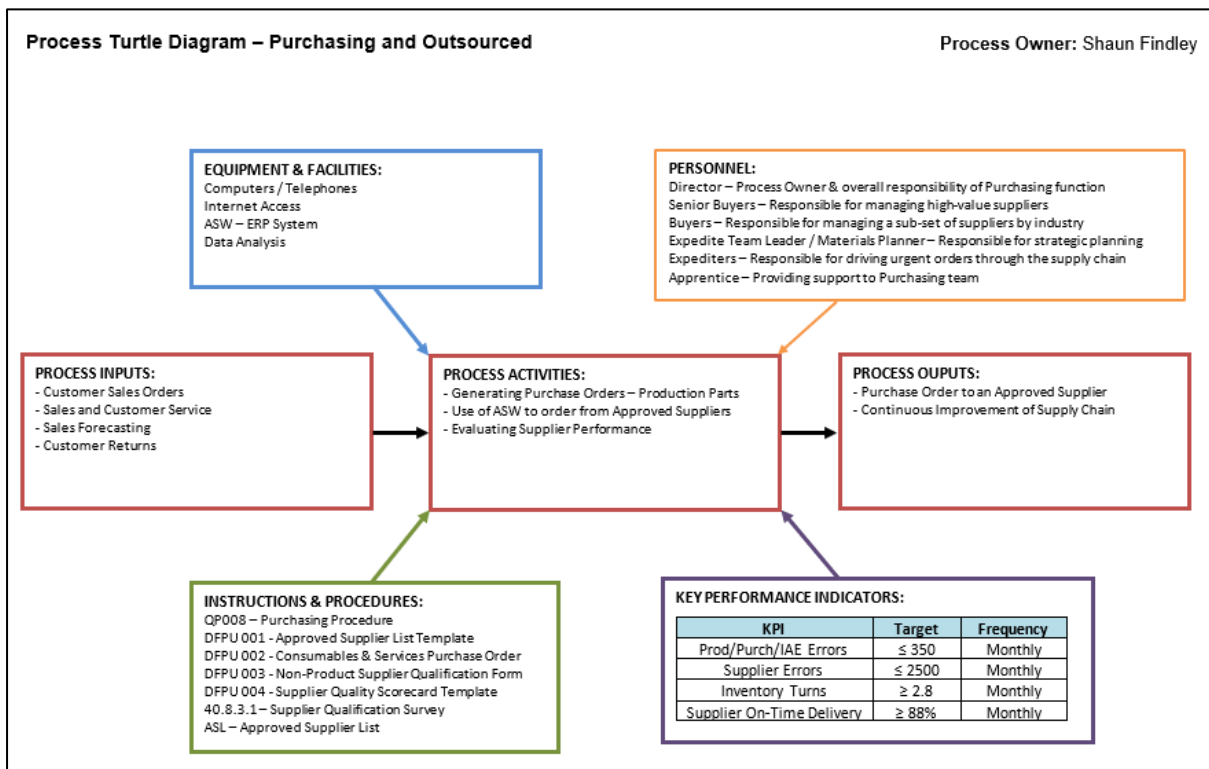 Process Turtle Diagram – Purchasing and Outsourced
Process Owner: Shaun Findley
EQUIPMENT & FACILITIES:
Computers / Telephones
Internet Access
ASW – ERP System
Data Analysis
PERSONNEL:
Director – Process Owner & overall responsibility of Purchasing function
Senior Buyers – Responsible for managing high-value suppliers
Buyers – Responsible for managing a sub-set of suppliers by industry
Expedite Team Leader / Materials Planner – Responsible for strategic planning
Expediters – Responsible for driving urgent orders through the supply chain
Apprentice – Providing support to Purchasing team
PROCESS INPUTS:
- Customer Sales Orders
- Sales and Customer Service
- Sales Forecasting
- Customer Returns
PROCESS ACTIVITIES:
- Generating Purchase Orders – Production Parts
- Use of ASW to order from Approved Suppliers
- Evaluating Supplier Performance
PROCESS OUPUTS:
- Purchase Order to an Approved Supplier
- Continuous Improvement of Supply Chain
INSTRUCTIONS & PROCEDURES:
QP008 – Purchasing Procedure
DFPU 001 - Approved Supplier List Template
DFPU 002 - Consumables & Services Purchase Order
DFPU 003 - Non-Product Supplier Qualification Form
DFPU 004 - Supplier Quality Scorecard Template
40.8.3.1 – Supplier Qualification Survey
ASL – Approved Supplier List
KEY PERFORMANCE INDICATORS:
KPI Target Frequency
Prod/Purch/IAE Errors ≤ 350 Monthly
Supplier Errors ≤ 2500 Monthly
Inventory Turns ≥ 2.8 Monthly
Supplier On-Time Delivery ≥ 88% Monthly